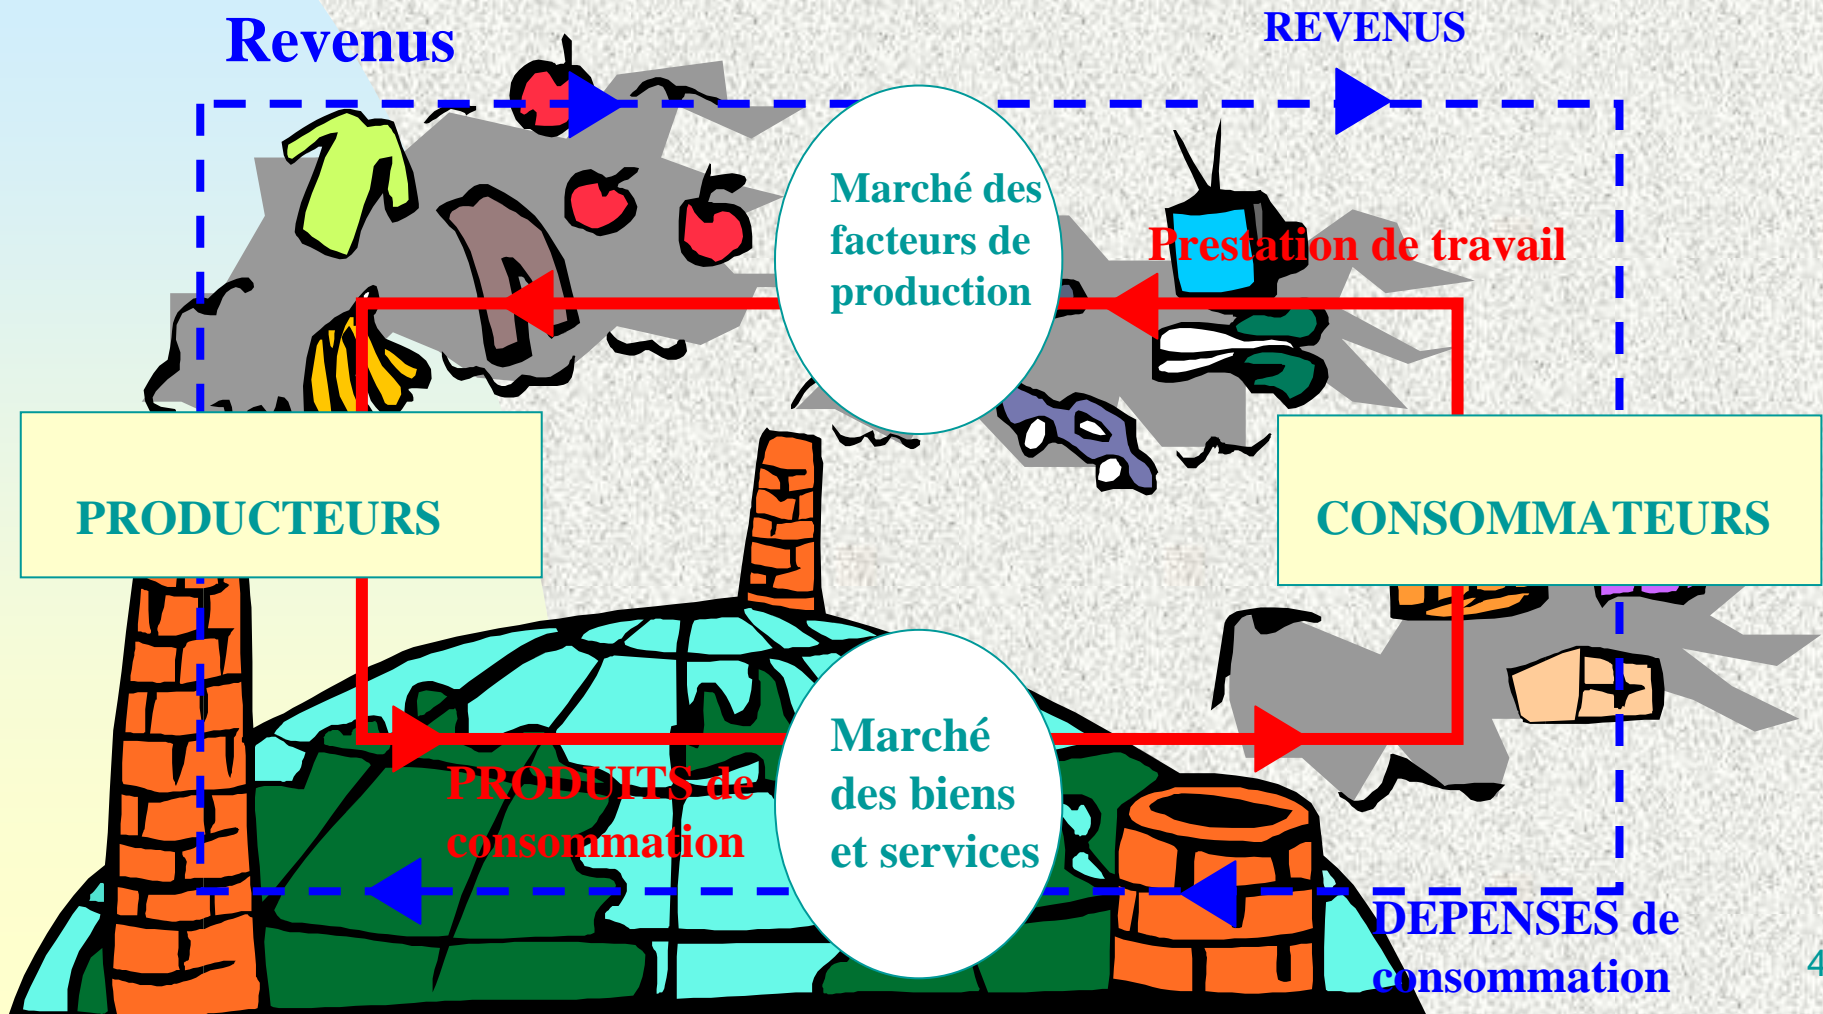 Revenus
REVENUS
Marché des
facteurs de
production
Prestation de travail
PRODUCTEURS
CONSOMMATEURS
PRODUITS de
consommation
Marché
des biens
et services
DEPENSES de
consommation
4